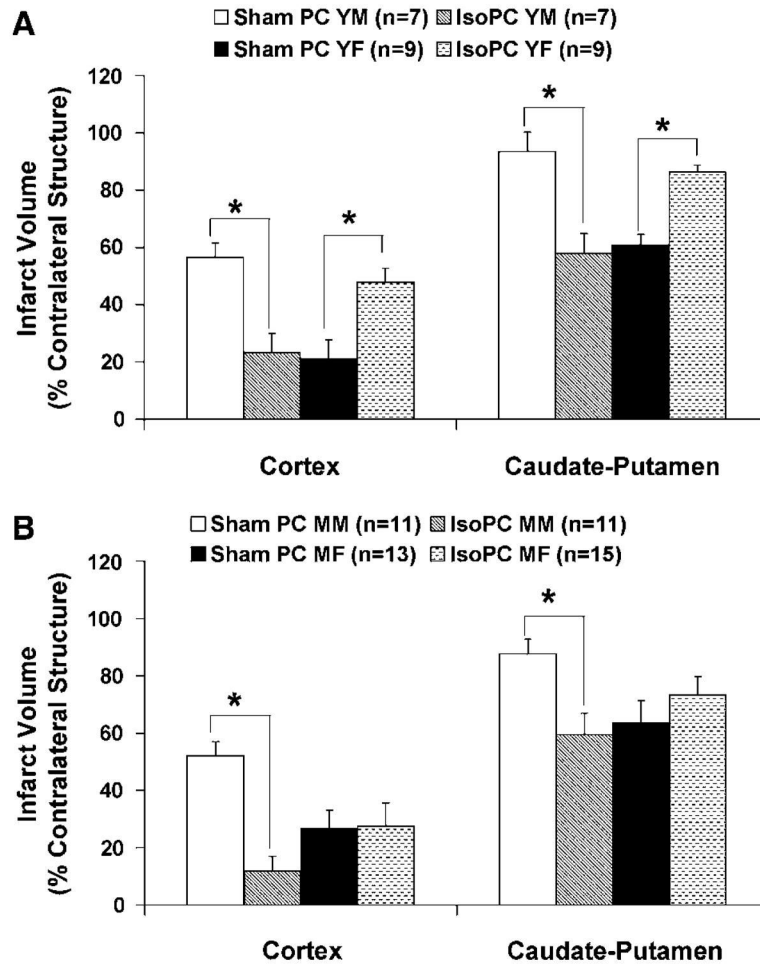 A
Sham PC YM (n=7) IsoPC YM (n=7)
Sham PC YF (n=9) IsoPC YF (n=9)
Infarct Volume
(% Contralateral Structure)
120
100
80
60
40
20
0
*
*
*
*
Cortex Caudate-Putamen
B
Sham PC MM (n=11) IsoPC MM (n=11)
Sham PC MF (n=13) IsoPC MF (n=15)
Infarct Volume
(% Contralateral Structure)
120
100
80
60
40
20
0
*
*
Cortex Caudate-Putamen